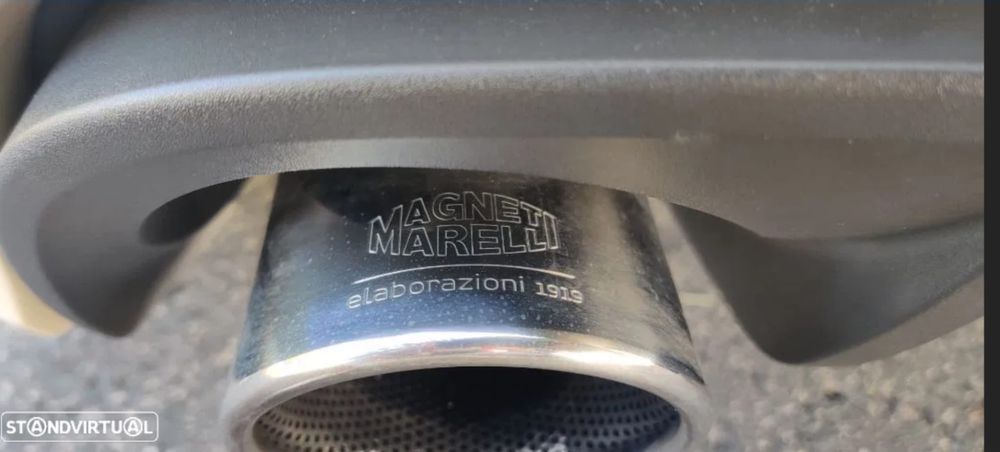 MAGNETI
MARELLI
elaborazioni 1919
STANDVIRTUAL